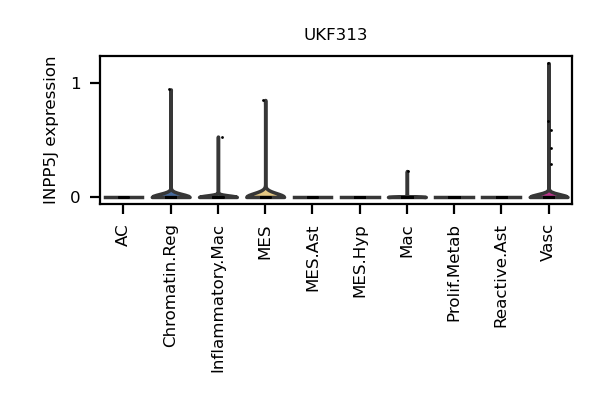 UKF313
INPP5J expression
1
0
AC
Chromatin.Reg
Inflammatory.Mac
MES
MES.Ast
MES.Hyp
Mac
Prolif.Metab
Reactive.Ast
Vasc